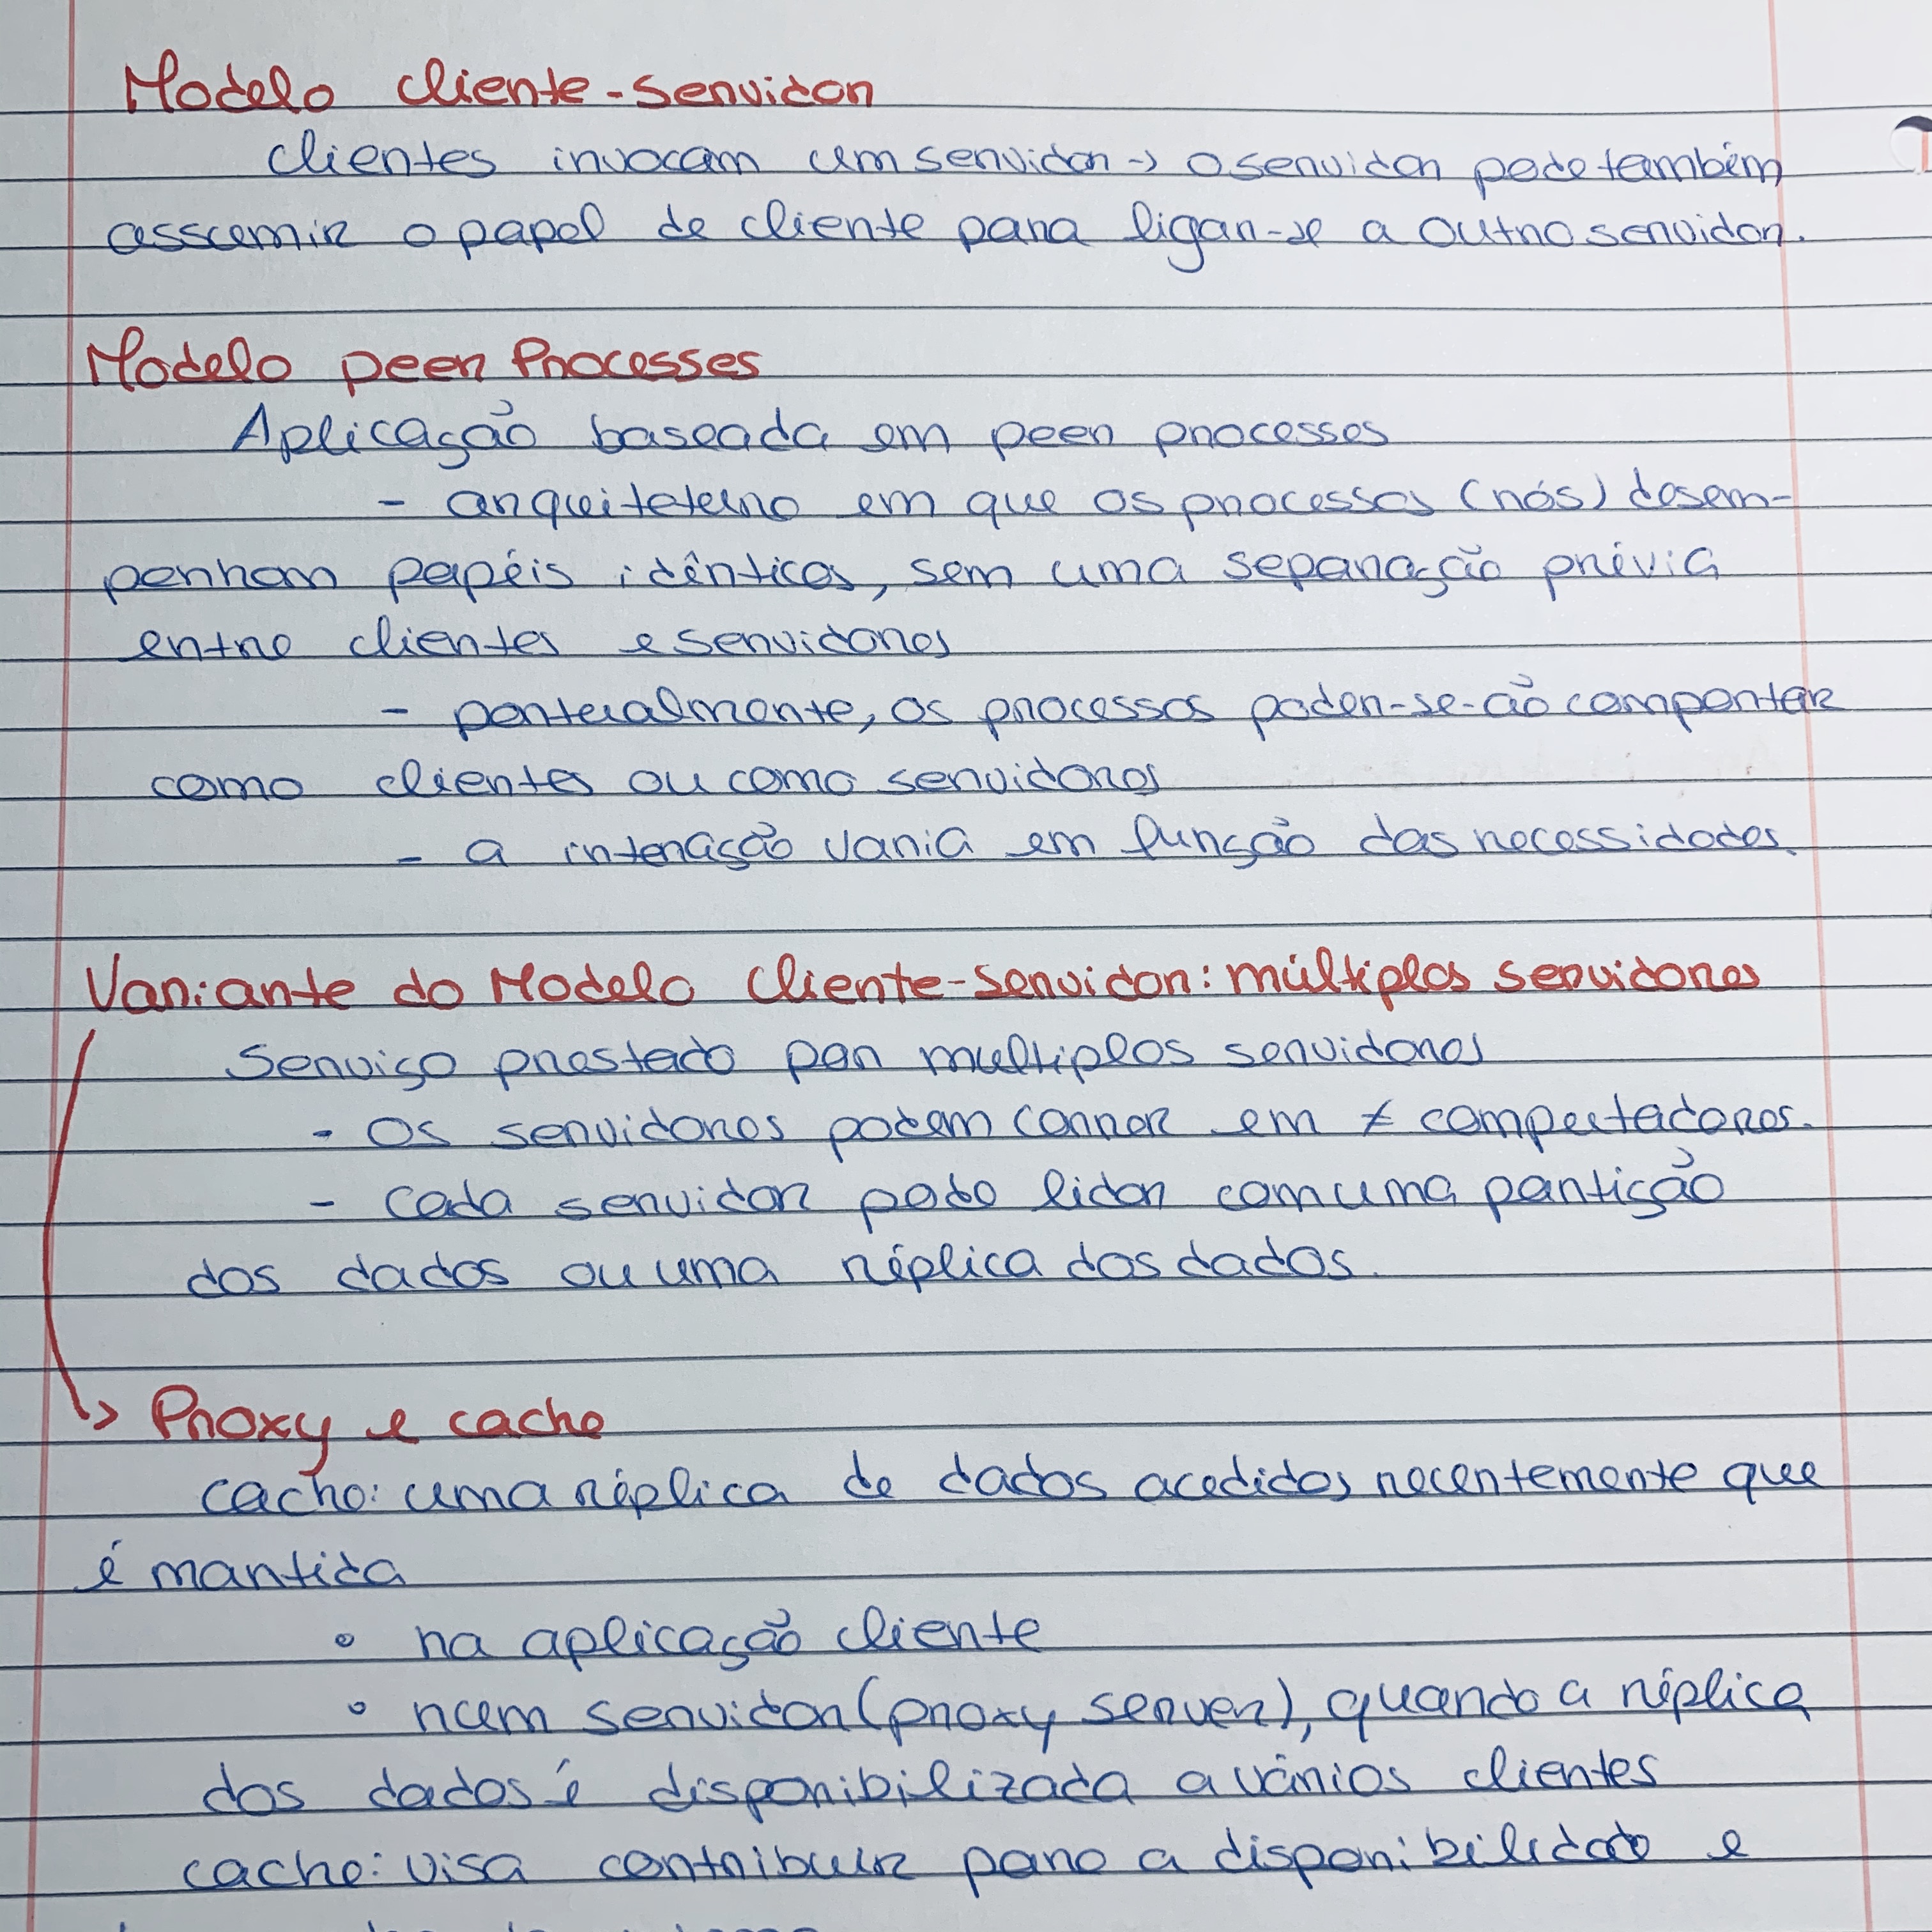 Modelo cliente-servidor
clientes invocam um servidor -> o servidor pode também
assumir o papel de cliente para ligar-se a outro servidor.
Modelo peer Processes
Aplicação baseada em peer processes
- arquitetura em que os processos (nós) desem-
penham papéis idênticos, sem uma separação prévia
entre clientes e servidores
- pontualmente, os processos poder-se-ão comportar
como clientes ou como servidores
- a interação varia em função das necessidades.
Variante do Modelo Cliente-Servidor: múltiplos servidores
Serviço prestado por multiplos servidores
- Os servidores podem correr em ≠ computadores.
- Cada servidor pode lidar com uma partição
dos dados ou uma réplica dos dados.
-> Proxy e cache
cache: uma réplica de dados acedidos recentemente que
é mantida
• na aplicação cliente
• num servidor (proxy server), quando a réplica
dos dados é disponibilizada a vários clientes
cache: visa contribuir para a disponibilidade e